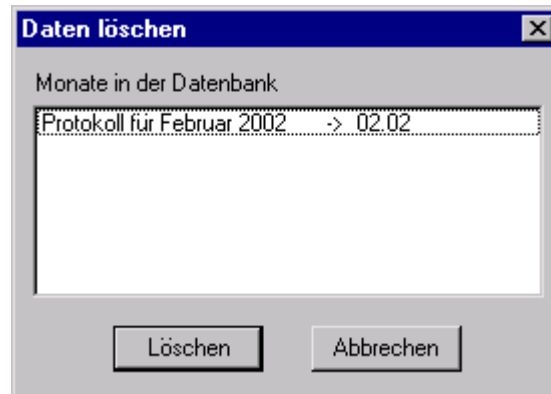 Daten löschen
Monate in der Datenbank
Protokoll für Februar 2002 -> 02.02
Löschen
Abbrechen